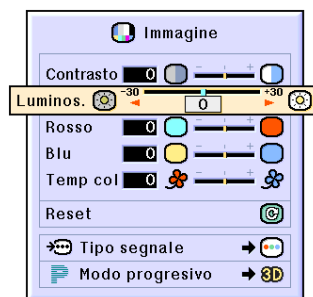 Immagine
Contrasto 0 - +
Luminos. -30 0 +30
Rosso 0 - +
Blu 0 - +
Temp col 0 - +
Reset
Tipo segnale
Modo progresivo 3D